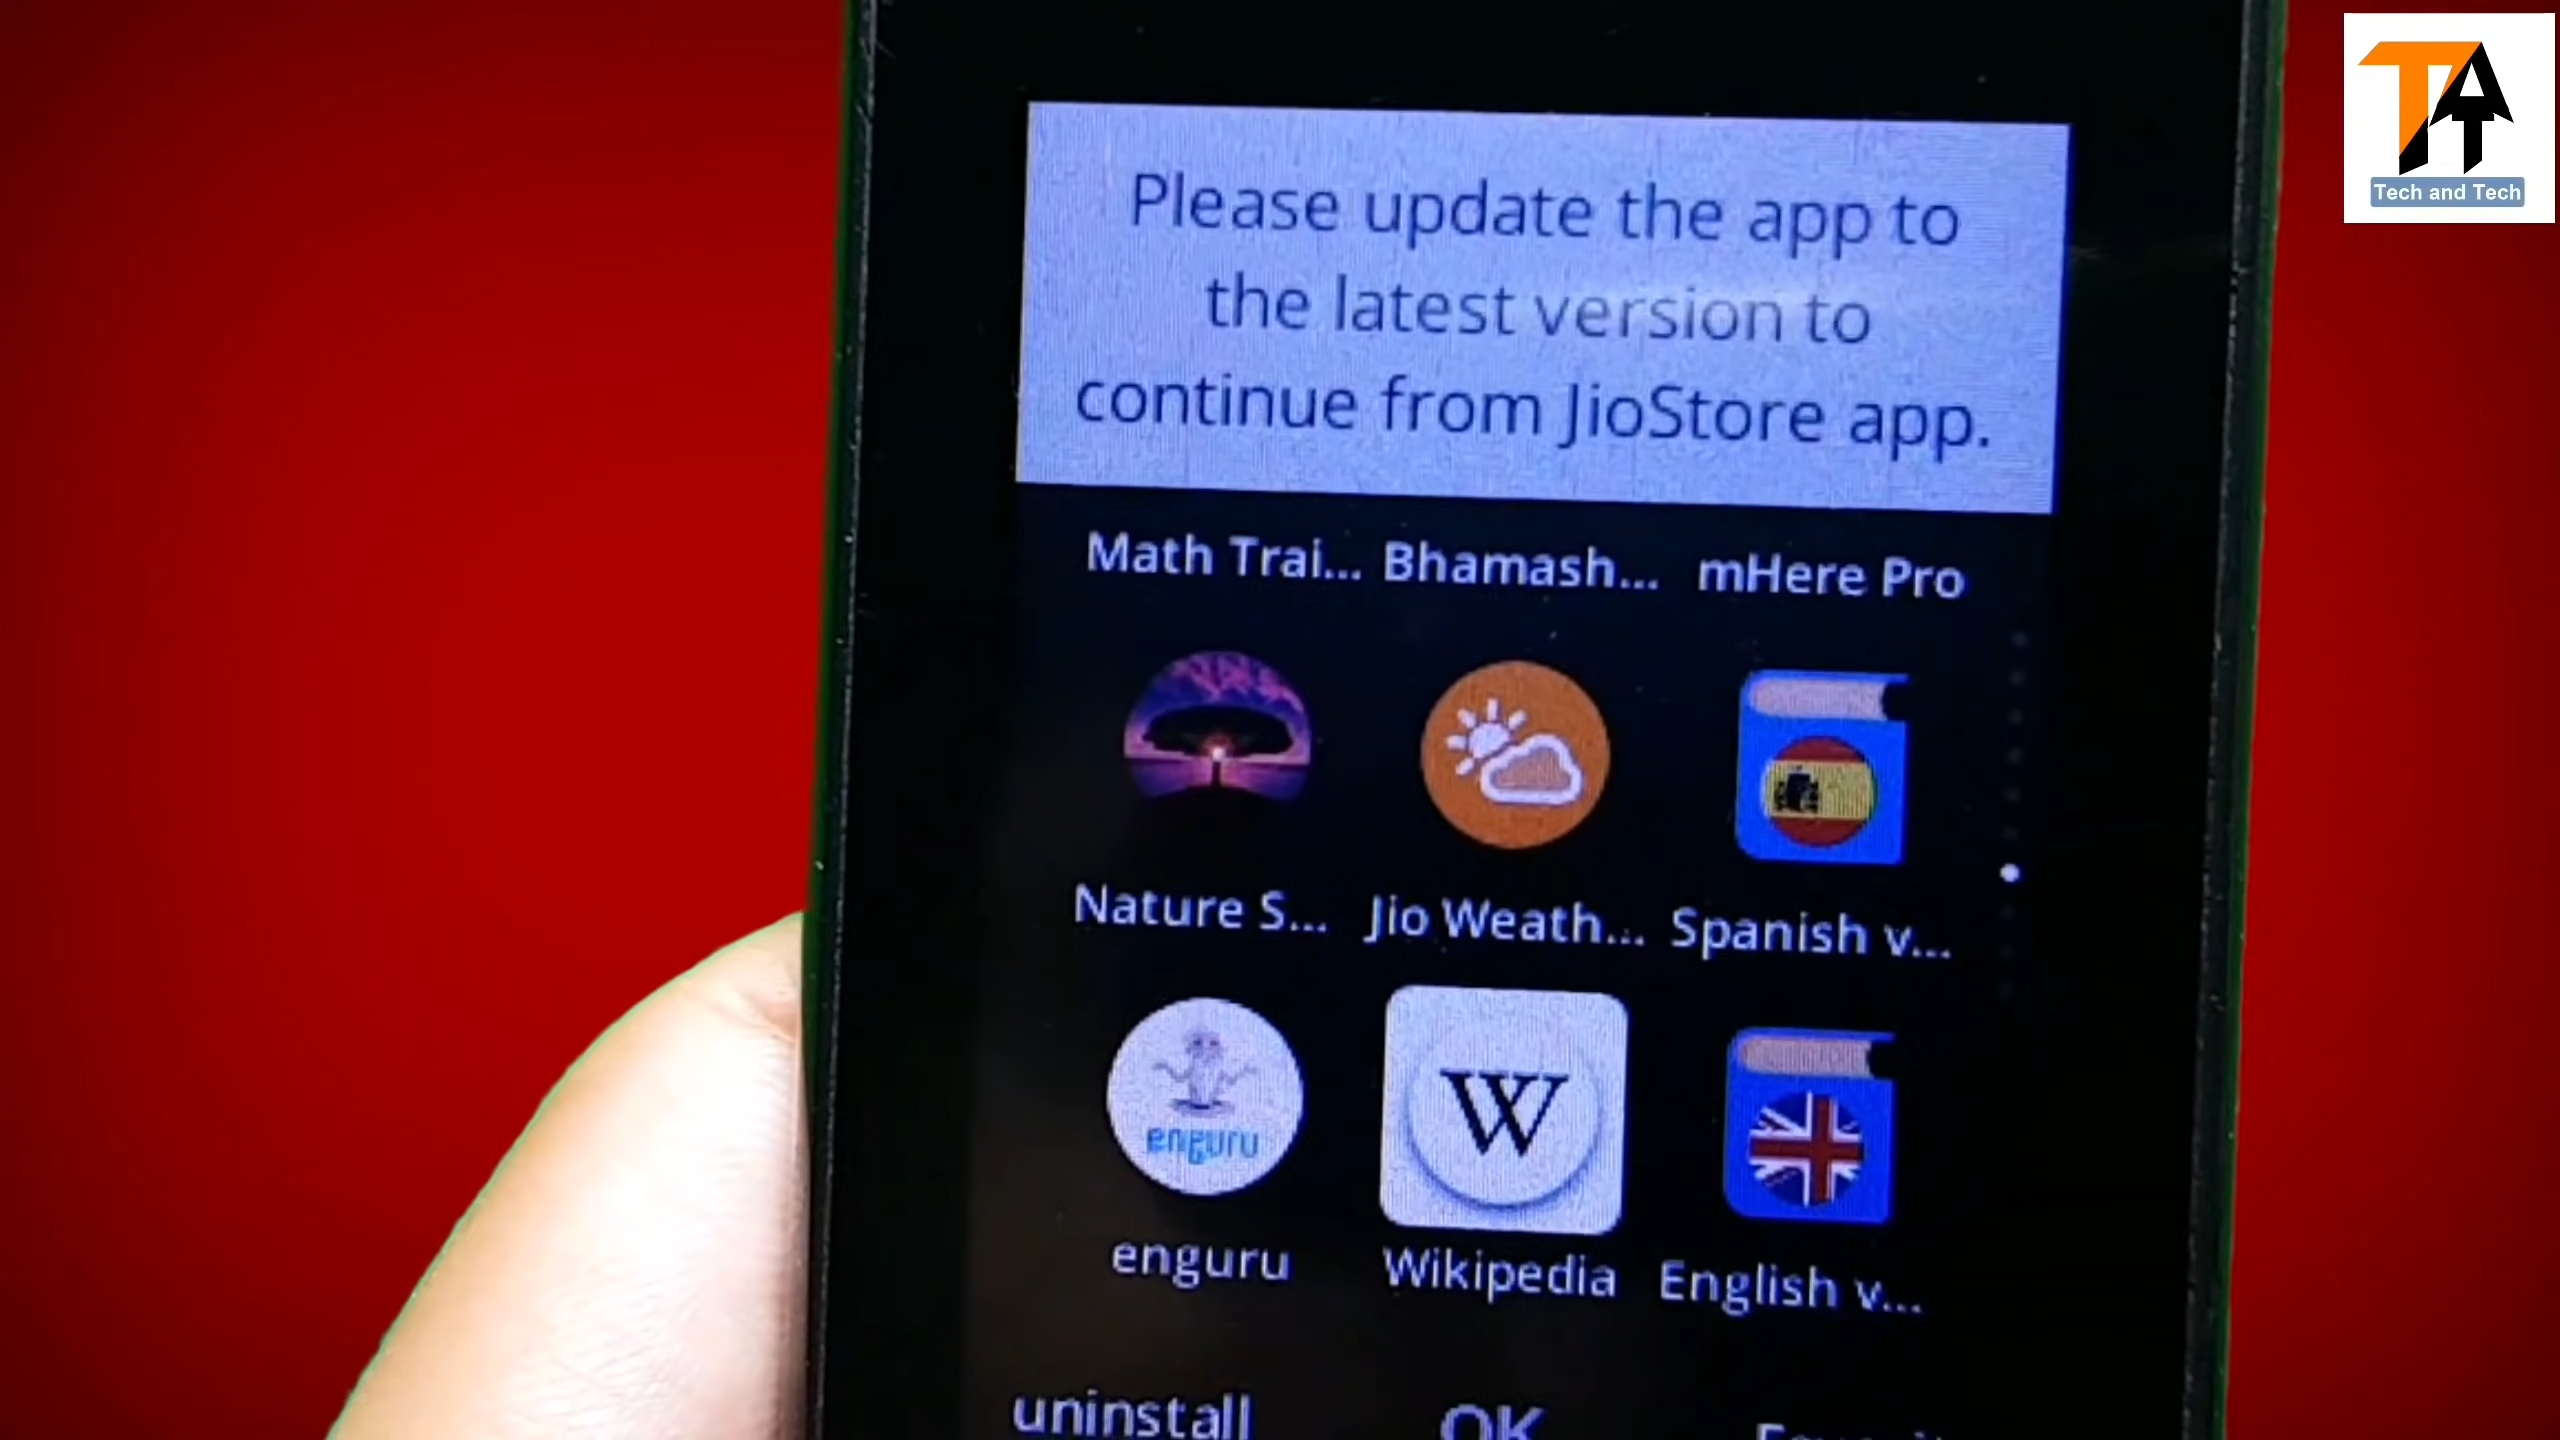 Tech and Tech
Please update the app to
the latest version to
continue from JioStore app.
Math Trai... Bhamash... mHere Pro
Nature S... Jio Weath... Spanish v...
enguru
W
enguru Wikipedia English v...
uninstall OK